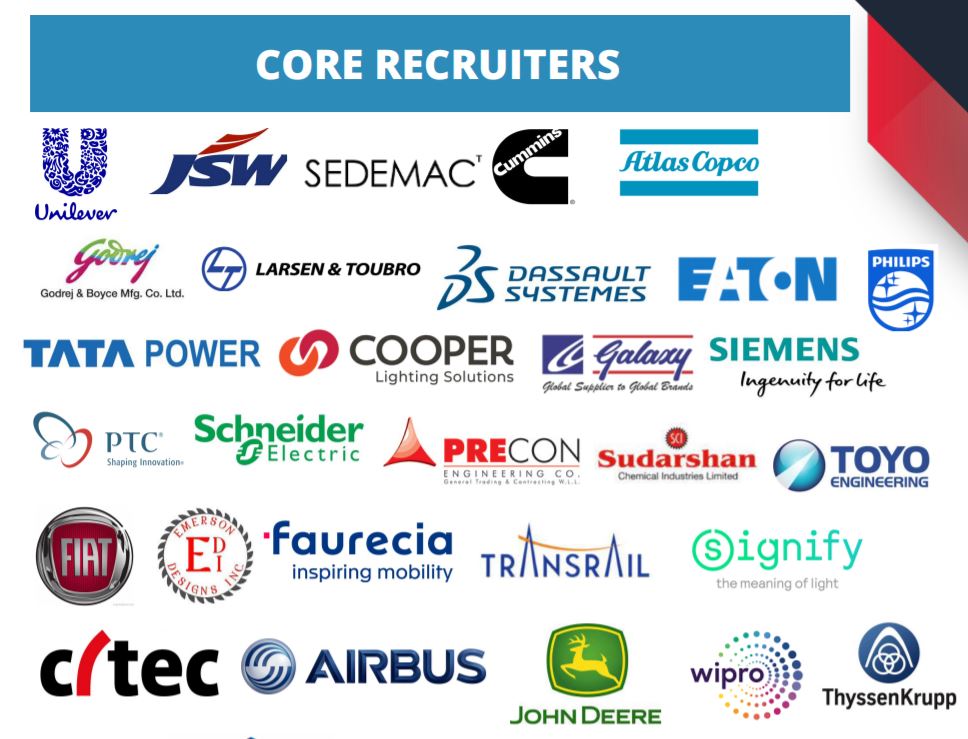 CORE RECRUITERS
Unilever
JSW
SEDEMAC
Cummins
Atlas Copco
Godrej
Godrej & Boyce Mfg. Co. Ltd.
LT
LARSEN & TOUBRO
3S
DASSAULT
SYSTEMES
EATON
PHILIPS
TATA POWER
COOPER
Lighting Solutions
Galaxy
Global Supplier to Global Brands
SIEMENS
Ingenuity for life
PTC®
Shaping Innovation
Schneider
Electric
PRECON
ENGINEERING CO.
General Trading & Contracting W.L.L.
SCI
Sudarshan
Chemical Industries Limited
TOYO
ENGINEERING
FIAT
EMERSON
EDI
DESIGNS INC.
faurecia
inspiring mobility
TRANSRAIL
Signify
the meaning of light
citec
AIRBUS
JOHN DEERE
wipro
ThyssenKrupp